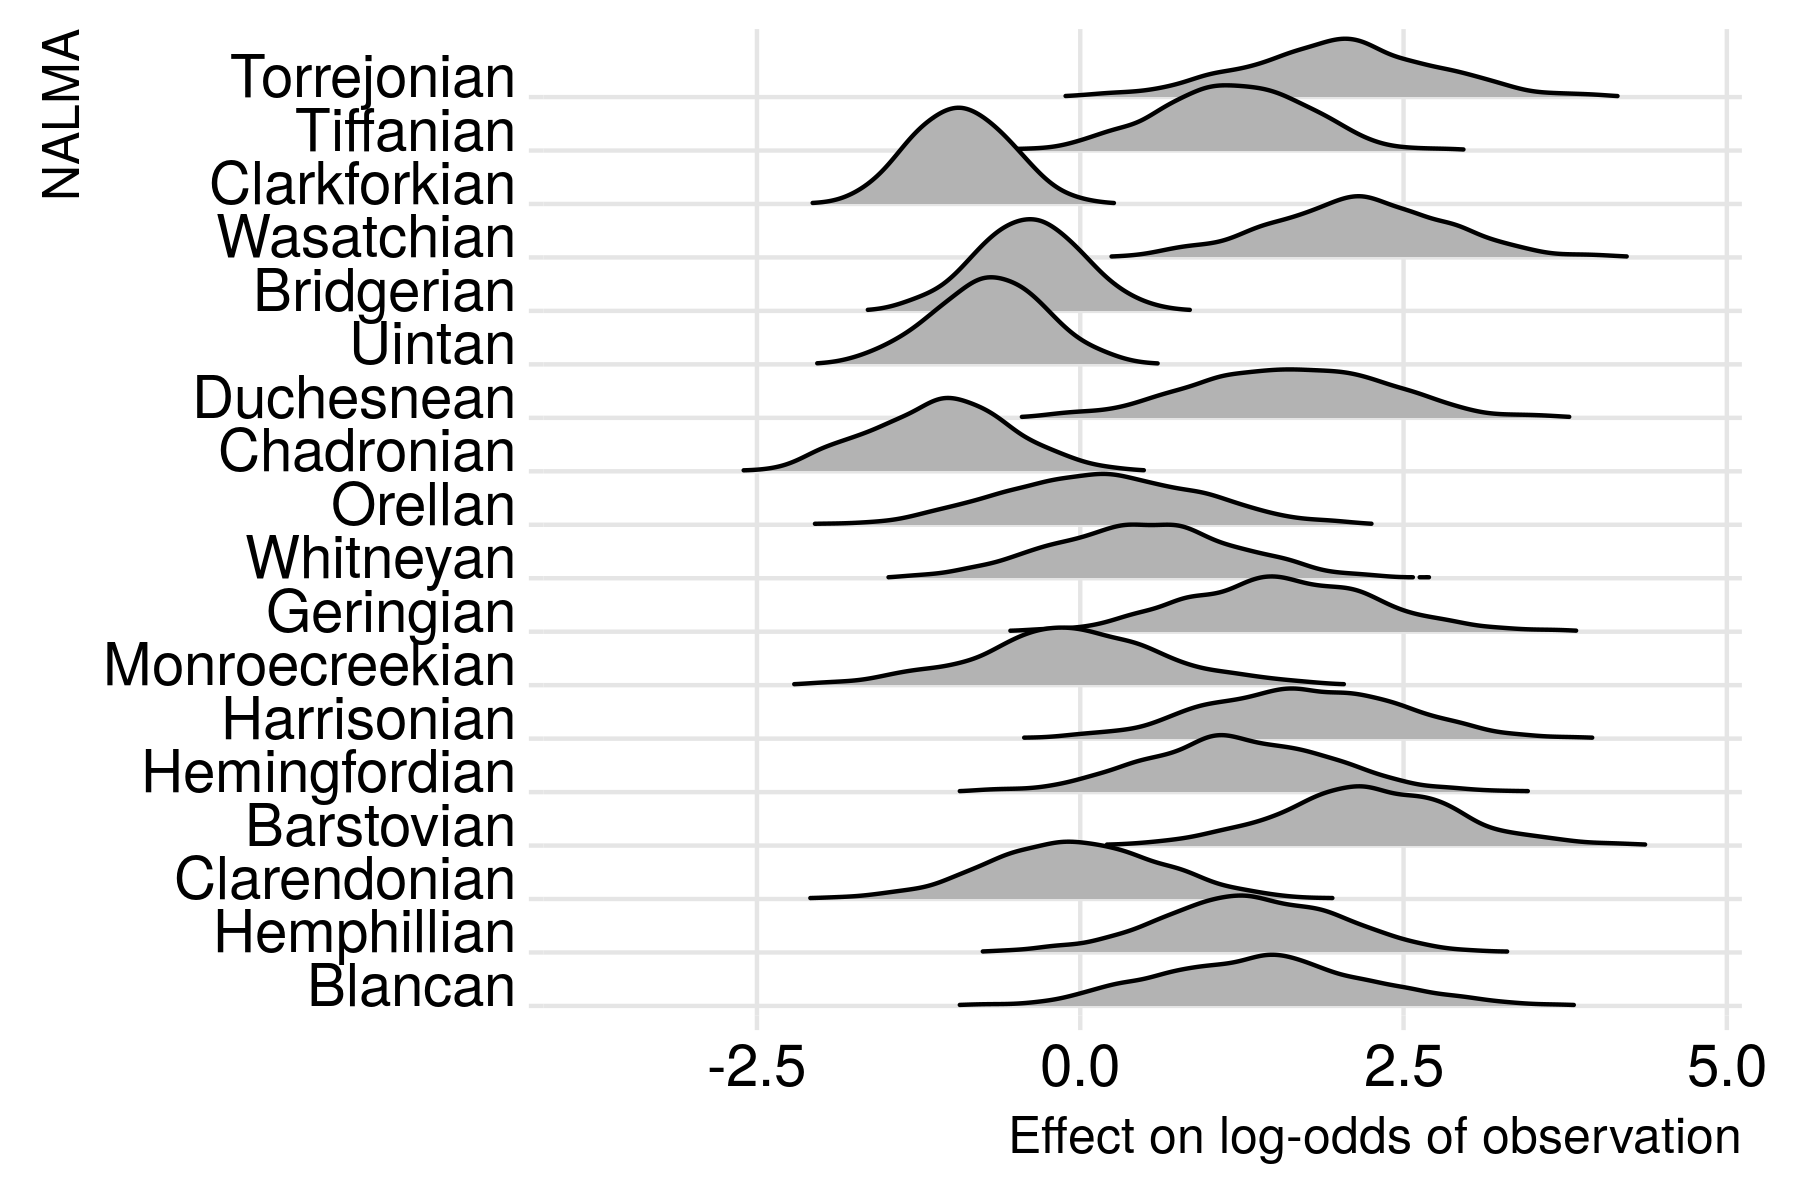 NALMA
Torrejonian
Tiffanian
Clarkforkian
Wasatchian
Bridgerian
Uintan
Duchesnean
Chadronian
Orellan
Whitneyan
Geringian
Monroecreekian
Harrisonian
Hemingfordian
Barstovian
Clarendonian
Hemphillian
Blancan
-2.5 0.0 2.5 5.0
Effect on log-odds of observation